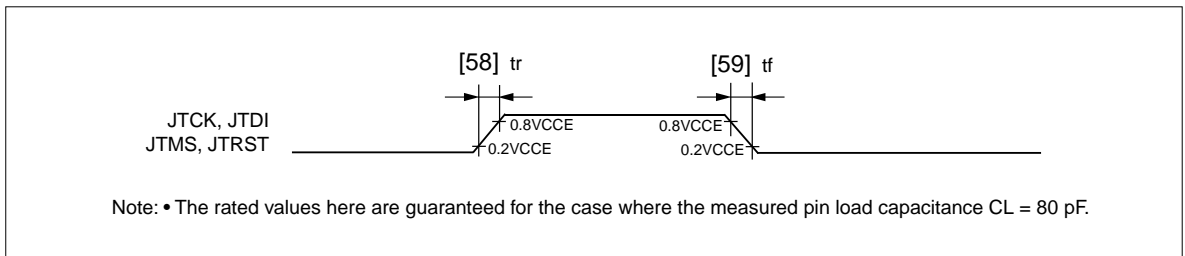 [58] tr [59] tf
JTCK, JTDI 0.8VCCE 0.8VCCE
JTMS, JTRST 0.2VCCE 0.2VCCE
Note: • The rated values here are guaranteed for the case where the measured pin load capacitance CL = 80 pF.